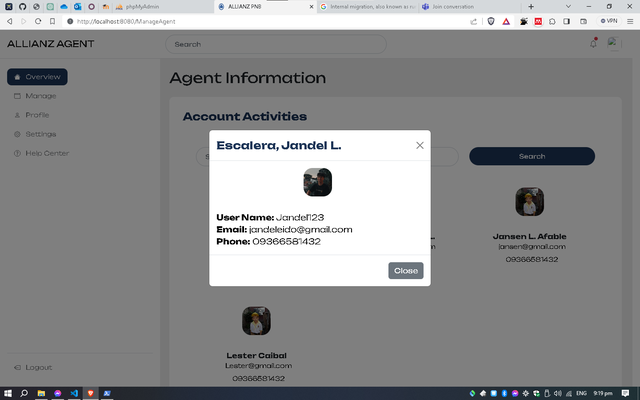 phpMyAdmin
ALLIANZ PNS
Internal migration, also known as
Join conversation
http://localhost:8080/ManageAgent
VPN
ALLIANZ AGENT
Search
Overview
Manage
Profile
Settings
Help Center
Logout
Agent Information
Account Activities
Search
Escalera, Jandel L.
User Name: Jandel123
Email: jandeleido@gmail.com
Phone: 09366581432
Close
Jansen L. Afable
jansen@gmail.com
09366581432
Lester Caibal
Lester@gmail.com
09366581432
ENG
9:19 pm